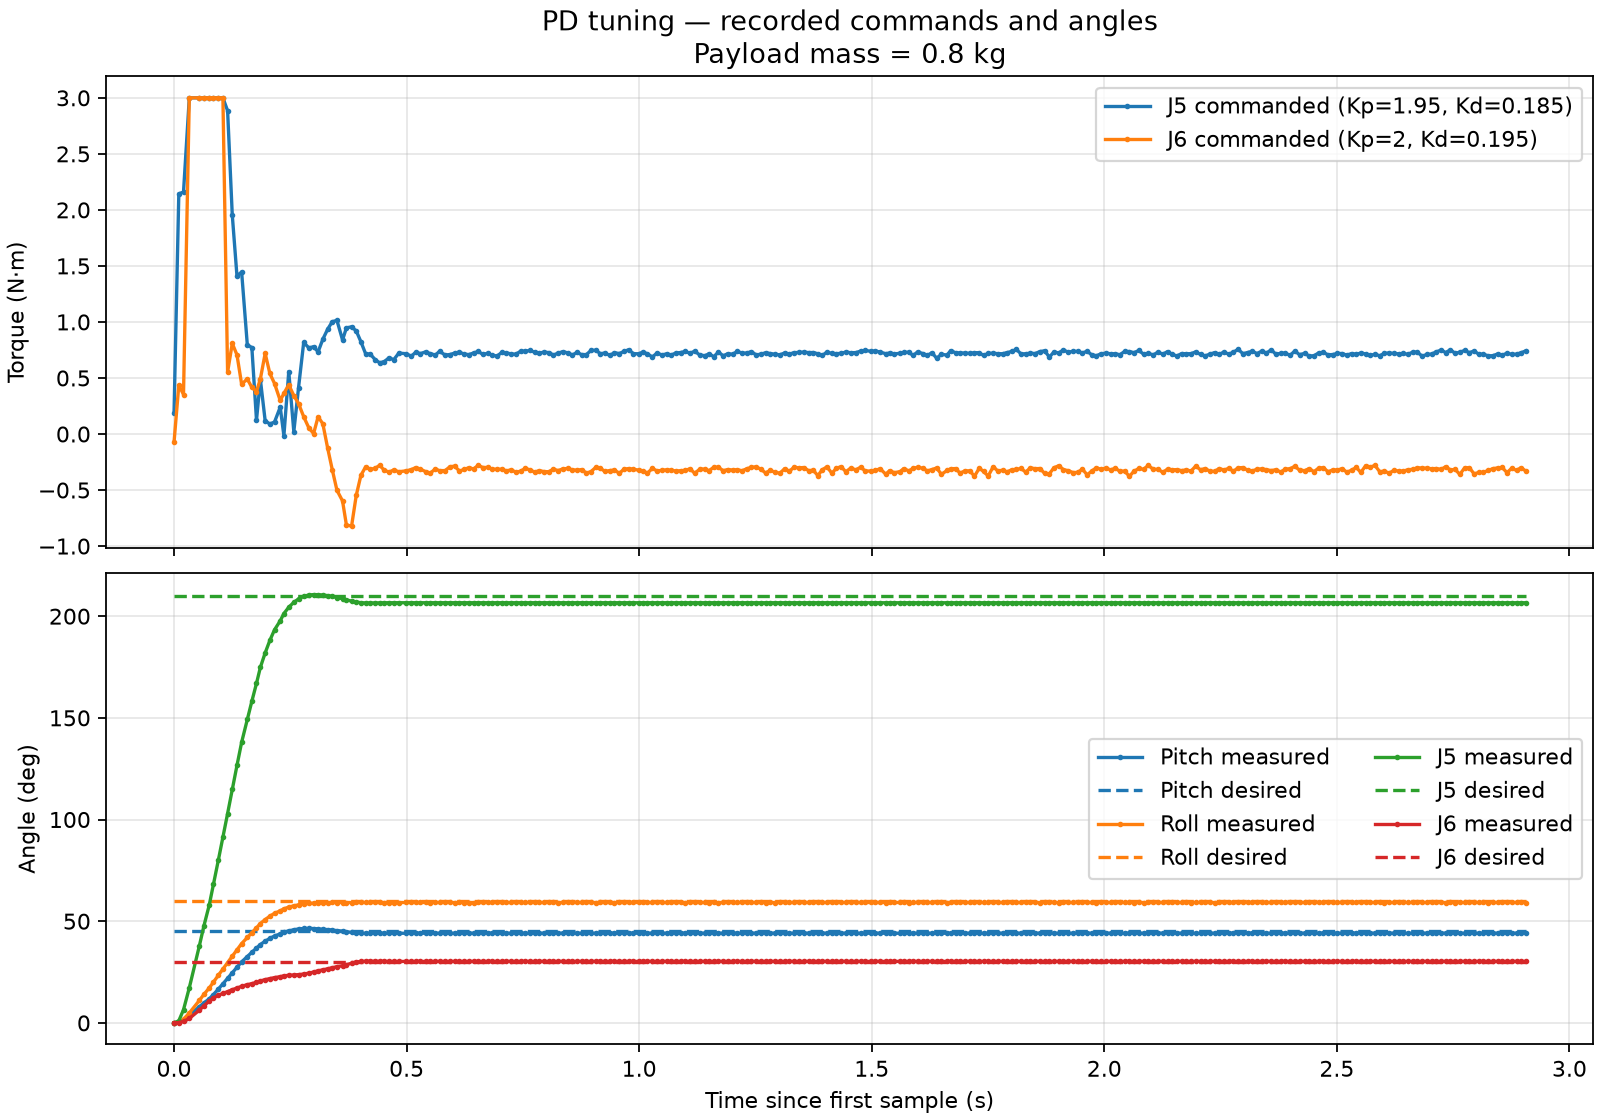 PD tuning — recorded commands and angles
Payload mass = 0.8 kg
Torque (N·m)
3.0
2.5
2.0
1.5
1.0
0.5
0.0
−0.5
−1.0
J5 commanded (Kp=1.95, Kd=0.185)
J6 commanded (Kp=2, Kd=0.195)
Angle (deg)
200
150
100
50
0
Pitch measured
Pitch desired
Roll measured
Roll desired
J5 measured
J5 desired
J6 measured
J6 desired
0.0 0.5 1.0 1.5 2.0 2.5 3.0
Time since first sample (s)